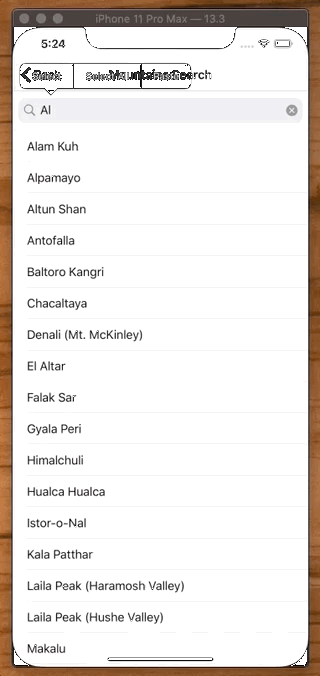 iPhone 11 Pro Max — 13.3
5:24
Mountains Search
Al
Alam Kuh
Alpamayo
Altun Shan
Antofalla
Baltoro Kangri
Chacaltaya
Denali (Mt. McKinley)
El Altar
Falak Sar
Gyala Peri
Himalchuli
Hualca Hualca
Istor-o-Nal
Kala Patthar
Laila Peak (Haramosh Valley)
Laila Peak (Hushe Valley)
Makalu